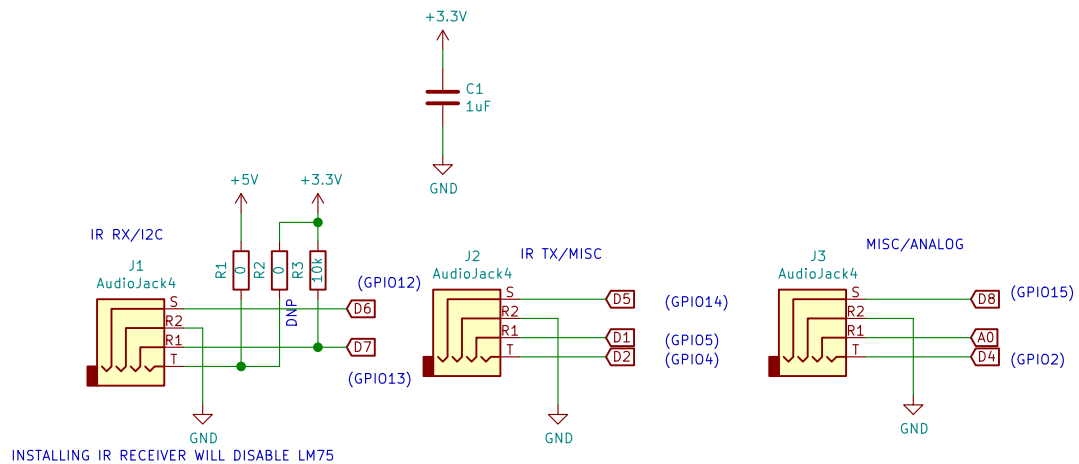 +3.3V
C1
1uF
GND
+5V
+3.3V
IR RX/I2C
J1
AudioJack4
R1
0
R2
0
R3
10k
DNP
(GPIO12)
S
D6
R2
R1
D7
T
(GPIO13)
GND
INSTALLING IR RECEIVER WILL DISABLE LM75
IR TX/MISC
J2
AudioJack4
S
D5
(GPIO14)
R2
R1
D1
(GPIO5)
T
D2
(GPIO4)
GND
MISC/ANALOG
J3
AudioJack4
S
D8
(GPIO15)
R2
R1
A0
T
D4
(GPIO2)
GND